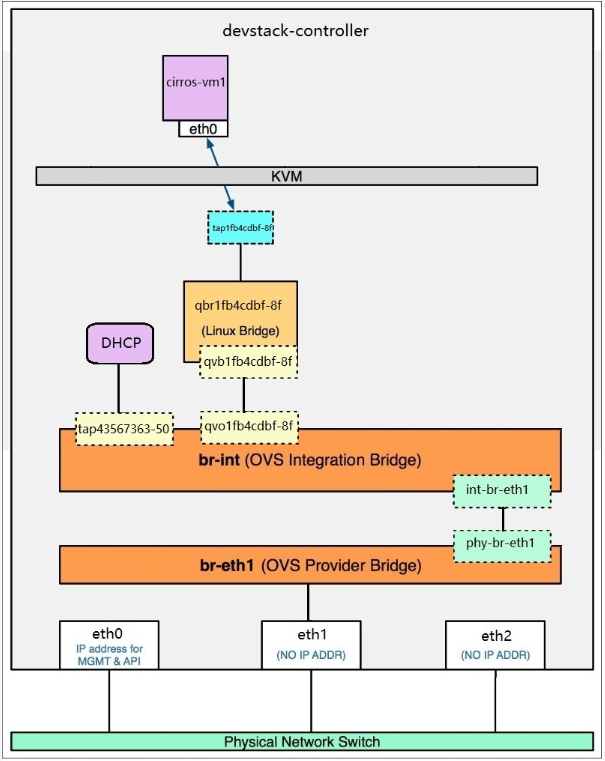 devstack-controller
cirros-vm1
eth0
KVM
tap1fb4cdbf-8f
qbr1fb4cdbf-8f
(Linux Bridge)
DHCP
qvb1fb4cdbf-8f
tap43567363-50
qvo1fb4cdbf-8f
br-int (OVS Integration Bridge)
int-br-eth1
phy-br-eth1
br-eth1 (OVS Provider Bridge)
eth0
IP address for
MGMT & API
eth1
(NO IP ADDR)
eth2
(NO IP ADDR)
Physical Network Switch